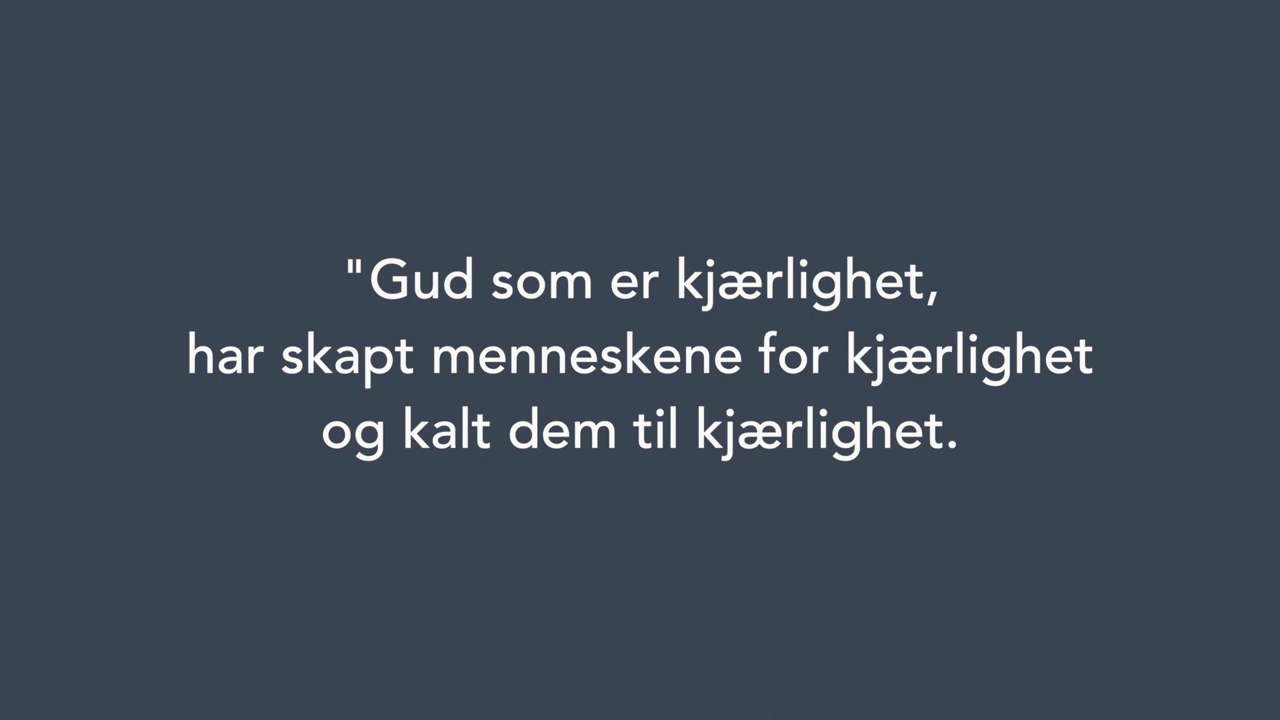 "Gud som er kjærlighet,
har skapt menneskene for kjærlighet
og kalt dem til kjærlighet.